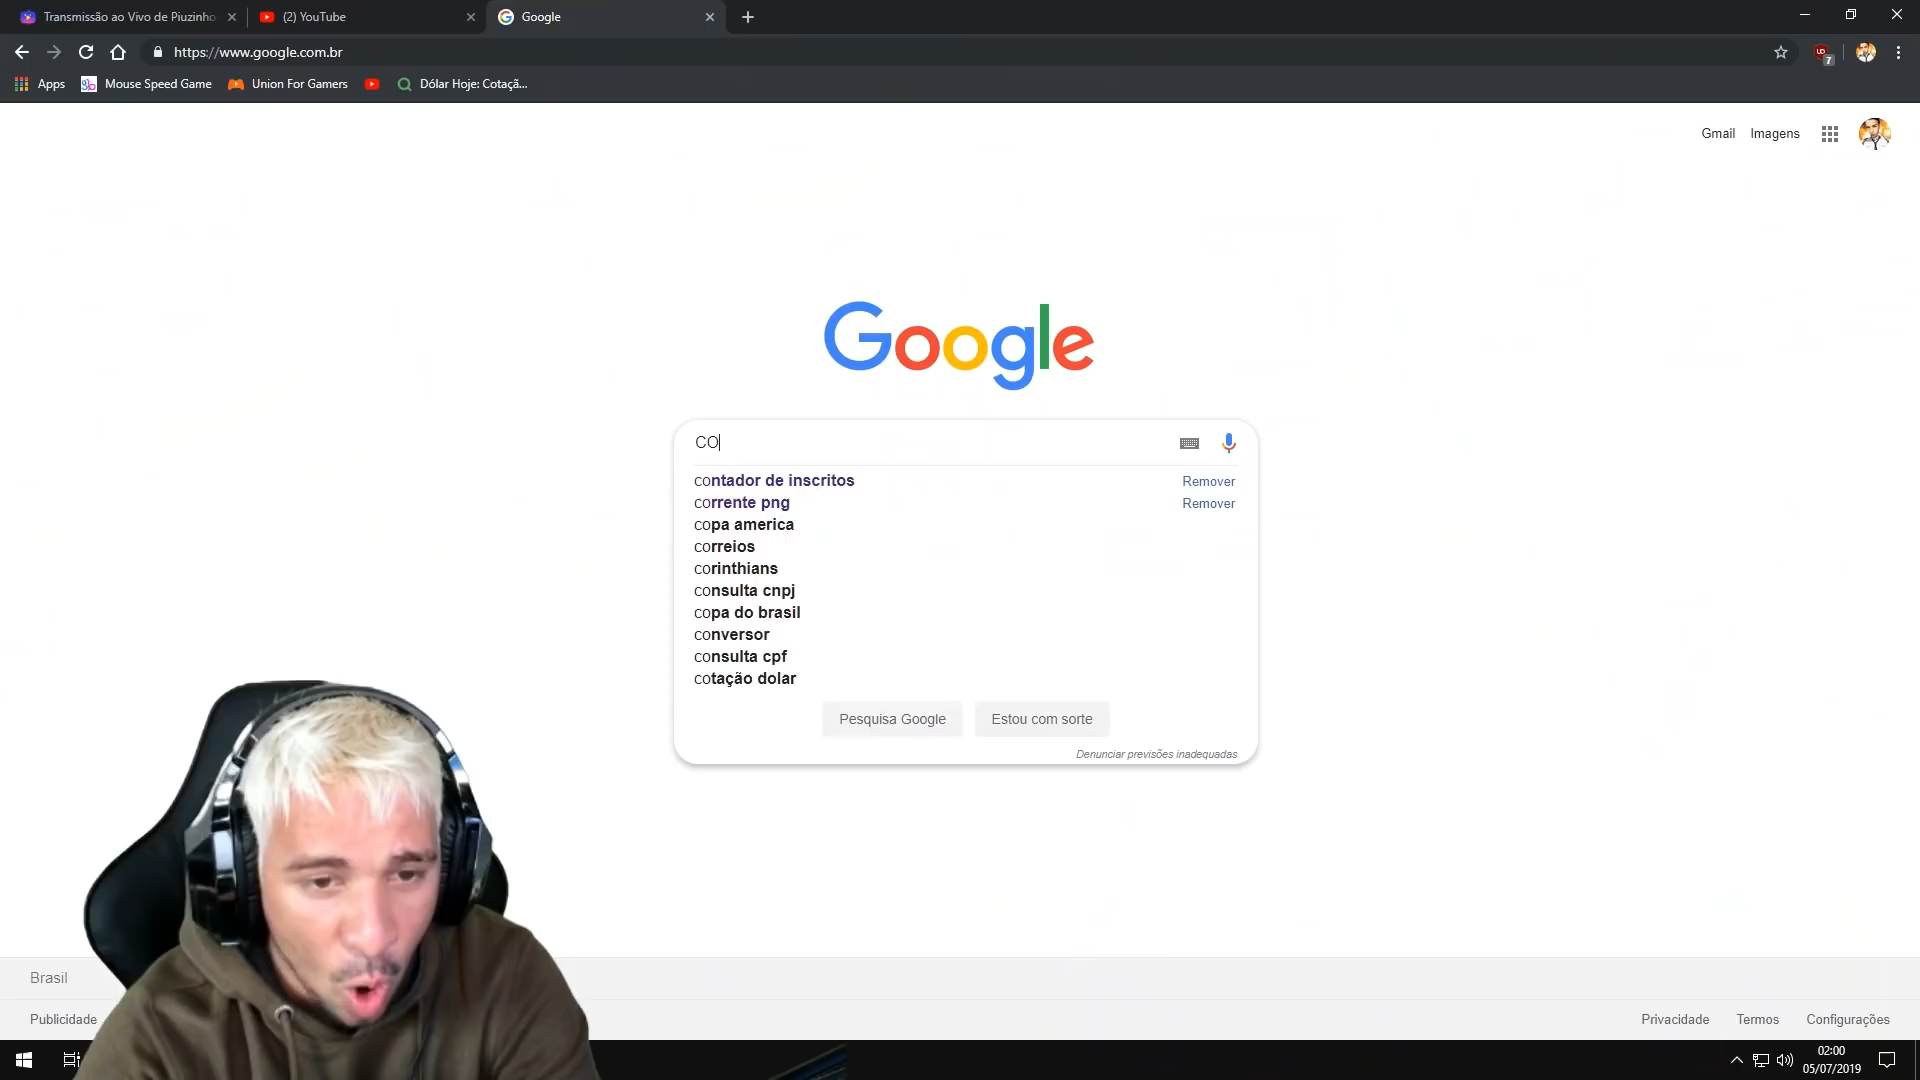 Transmissão ao Vivo de Piuzinho
(2) YouTube
Google
https://www.google.com.br
7
Apps
Mouse Speed Game
Union For Gamers
Dólar Hoje: Cotaçã...
Gmail
Imagens
Google
CO
contador de inscritos
Remover
corrente png
Remover
copa america
correios
corinthians
consulta cnpj
copa do brasil
conversor
consulta cpf
cotação dolar
Pesquisa Google
Estou com sorte
Denunciar previsões inadequadas
Brasil
Publicidade
Privacidade
Termos
Configurações
02:00
05/07/2019